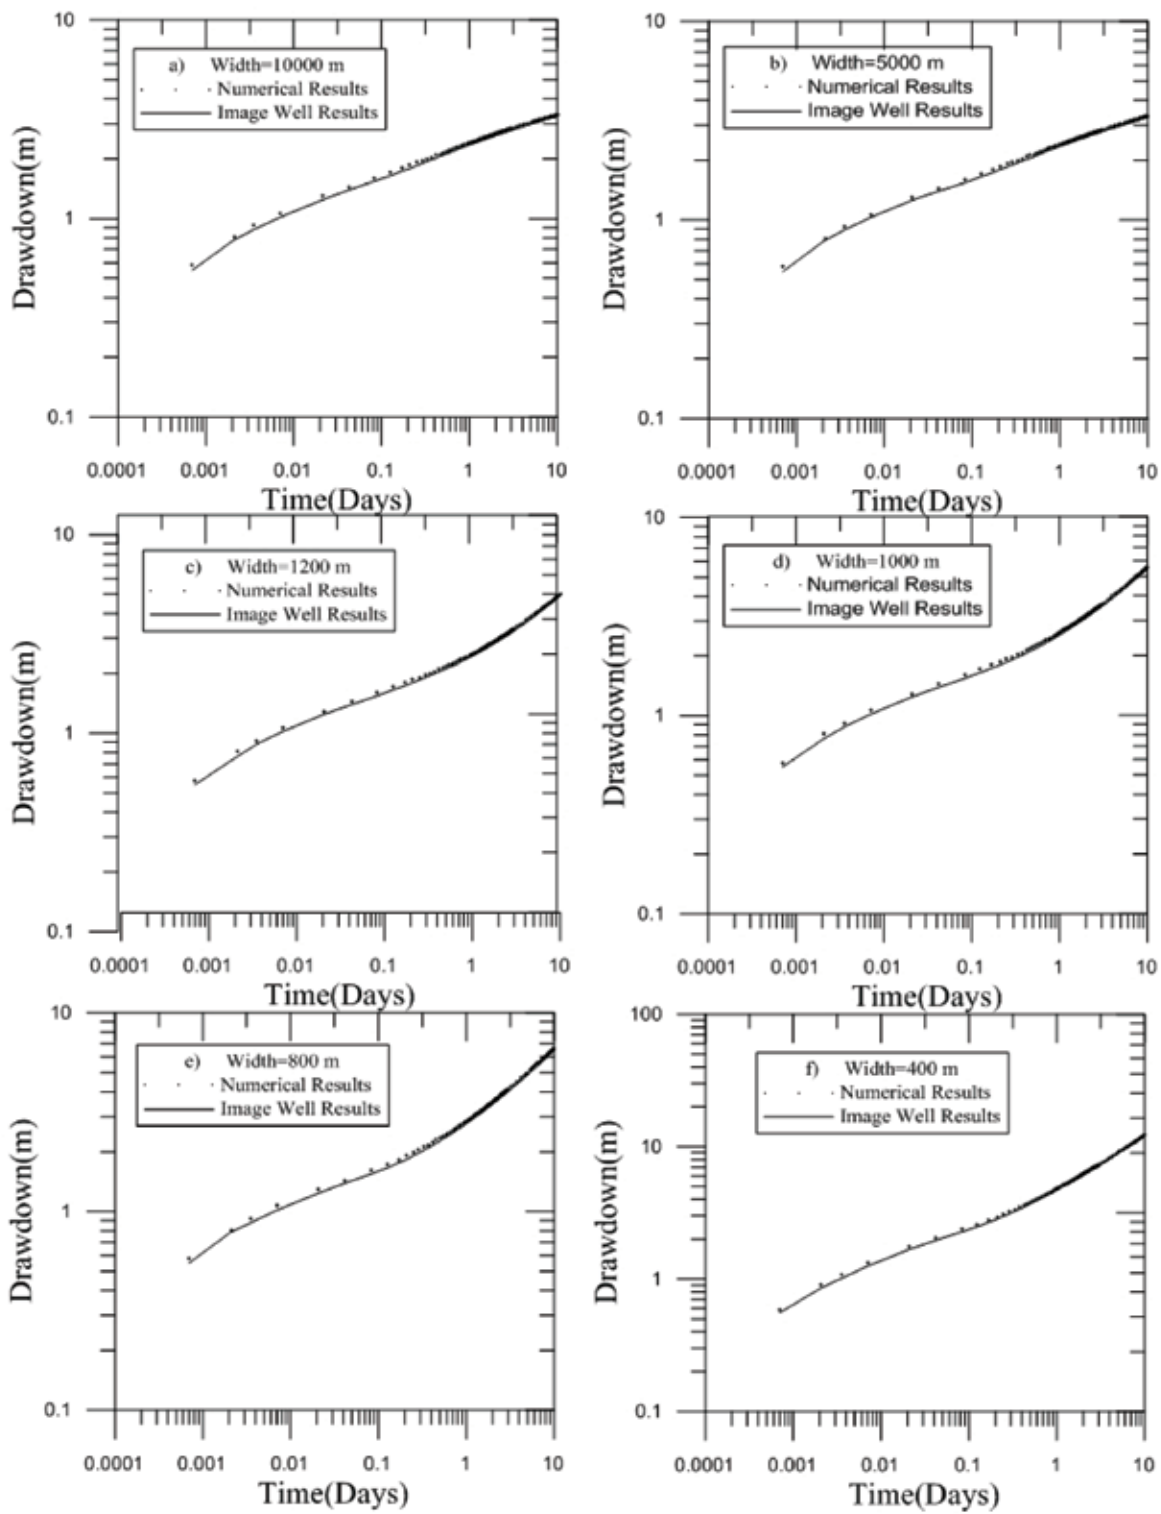 10
a) Width=10000 m
Numerical Results
Image Well Results
Drawdown(m)
1
0.1
0.0001 0.001 0.01 0.1 1 10
Time(Days)
10
b) Width=5000 m
Numerical Results
Image Well Results
Drawdown(m)
1
0.1
0.0001 0.001 0.01 0.1 1 10
Time(Days)
10
c) Width=1200 m
Numerical Results
Image Well Results
Drawdown(m)
1
0.1
0.0001 0.001 0.01 0.1 1 10
Time(Days)
10
d) Width=1000 m
Numerical Results
Image Well Results
Drawdown(m)
1
0.1
0.0001 0.001 0.01 0.1 1 10
Time(Days)
10
e) Width=800 m
Numerical Results
Image Well Results
Drawdown(m)
1
0.1
0.0001 0.001 0.01 0.1 1 10
Time(Days)
100
f) Width=400 m
Numerical Results
Image Well Results
10
Drawdown(m)
1
0.1
0.0001 0.001 0.01 0.1 1 10
Time(Days)